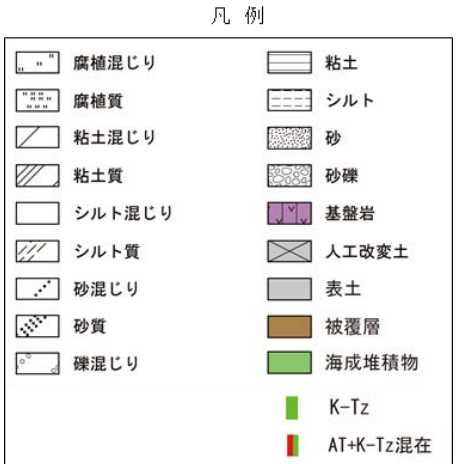 凡 例
腐植混じり
腐植質
粘土混じり
粘土質
シルト混じり
シルト質
砂混じり
砂質
礫混じり
粘土
シルト
砂
砂礫
基盤岩
人工改変土
表土
被覆層
海成堆積物
K-Tz
AT+K-Tz混在